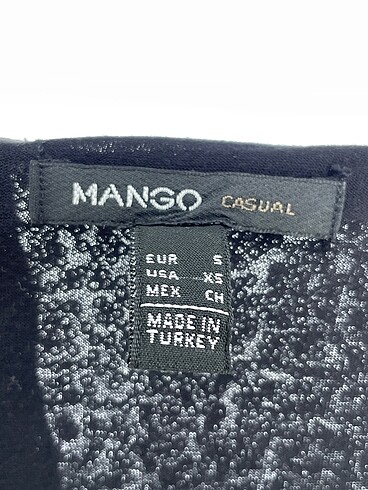 MANGO CASUAL
EUR S
USA XS
MEX CH
MADE IN
TURKEY